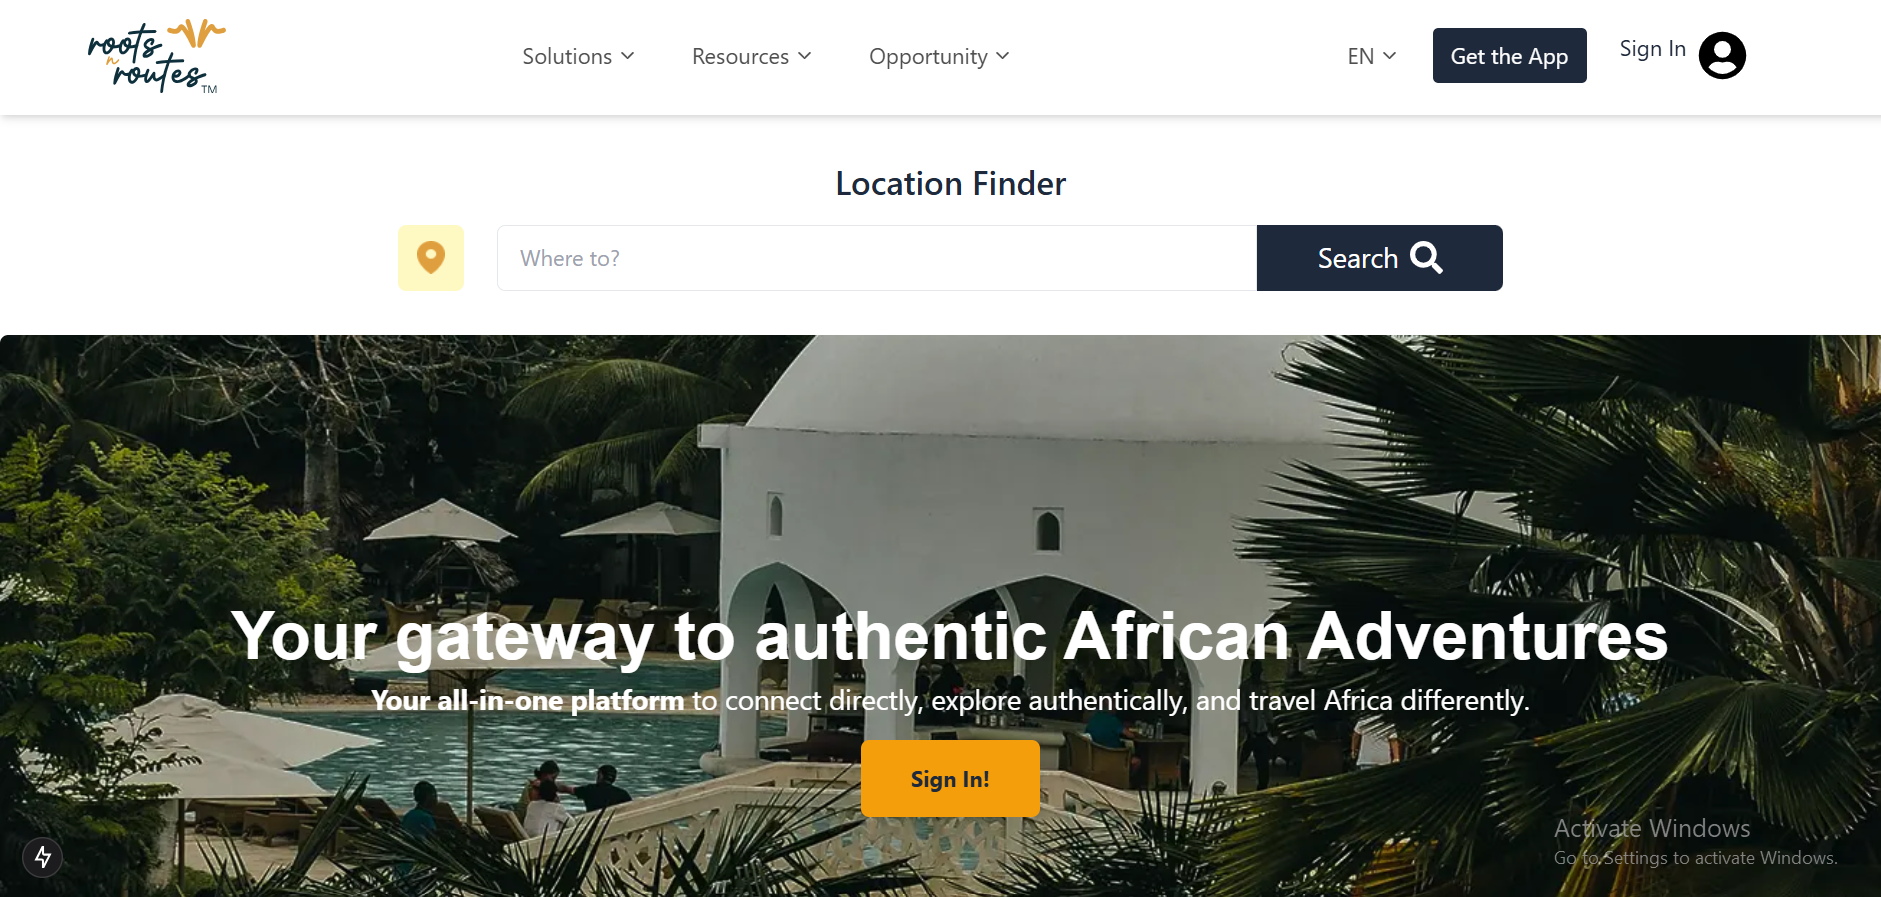 roots
n
routes TM
Solutions
Resources
Opportunity
EN
Get the App
Sign In
Location Finder
Where to?
Search
Your gateway to authentic African Adventures
Your all-in-one platform to connect directly, explore authentically, and travel Africa differently.
Sign In!
Activate Windows
Go to Settings to activate Windows.